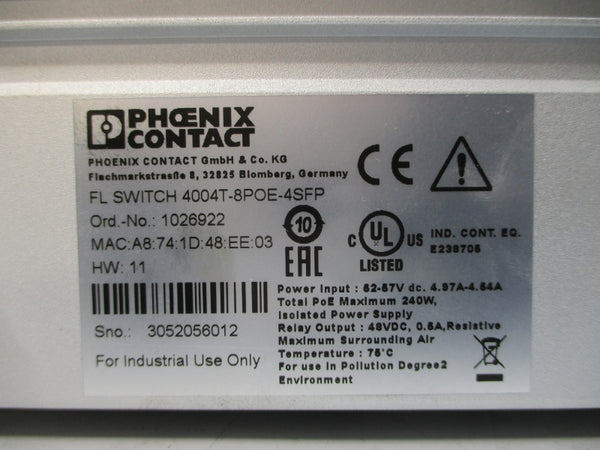 PHŒNIX
CONTACT
PHOENIX CONTACT GmbH & Co. KG
Flachmarktstraße 8, 32825 Blomberg, Germany
FL SWITCH 4004T-8POE-4SFP
Ord.-No.: 1026922
MAC:A8:74:1D:48:EE:03
HW: 11
Sno.: 3052056012
For Industrial Use Only
CE
10
EAC
C UL US
LISTED
IND. CONT. EQ.
E238705
Power Input : 52-57V dc. 4.97A-4.54A
Total PoE Maximum 240W,
Isolated Power Supply
Relay Output : 48VDC, 0.5A,Resistive
Maximum Surrounding Air
Temperature : 75°C
For use in Pollution Degree2
Environment